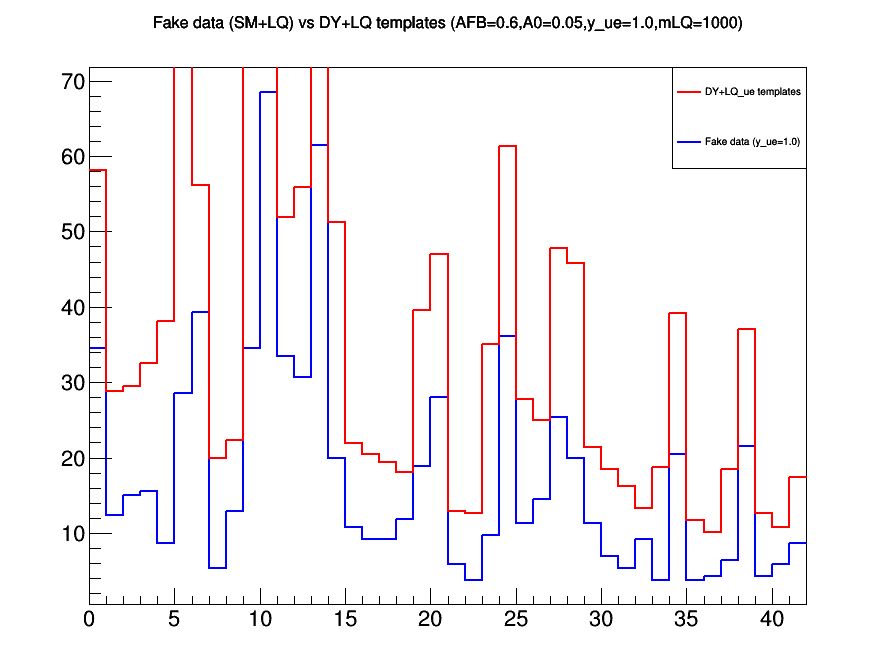 Fake data (SM+LQ) vs DY+LQ templates (AFB=0.6,A0=0.05,y_ue=1.0,mLQ=1000)
70
60
50
40
30
20
10
DY+LQ_ue templates
Fake data (y_ue=1.0)
0 5 10 15 20 25 30 35 40